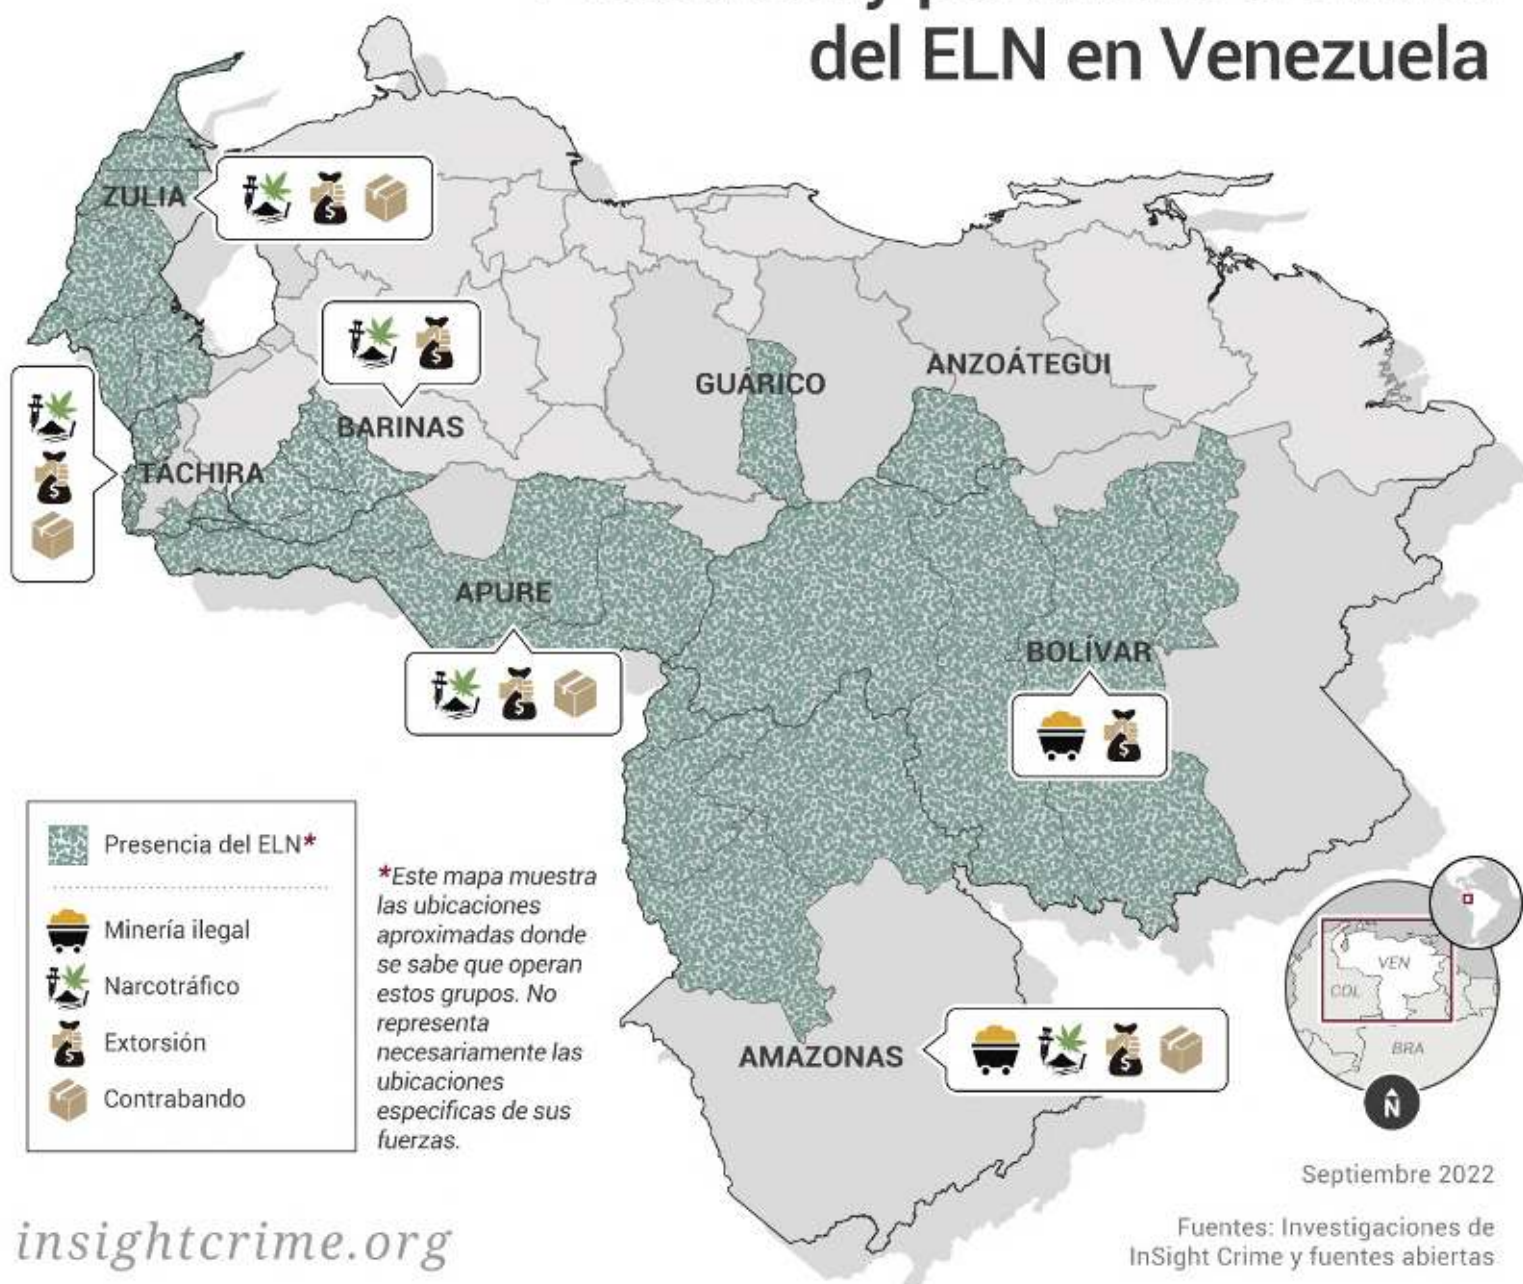 del ELN en Venezuela
ZULIA
BARINAS
GUÁRICO
ANZOÁTEGUI
TÁCHIRA
APURE
BOLÍVAR
AMAZONAS
Presencia del ELN*
Minería ilegal
Narcotráfico
Extorsión
Contrabando
*Este mapa muestra
las ubicaciones
aproximadas donde
se sabe que operan
estos grupos. No
representa
necesariamente las
ubicaciones
especificas de sus
fuerzas.
VEN
COL
BRA
N
Septiembre 2022
Fuentes: Investigaciones de
InSight Crime y fuentes abiertas
insightcrime.org